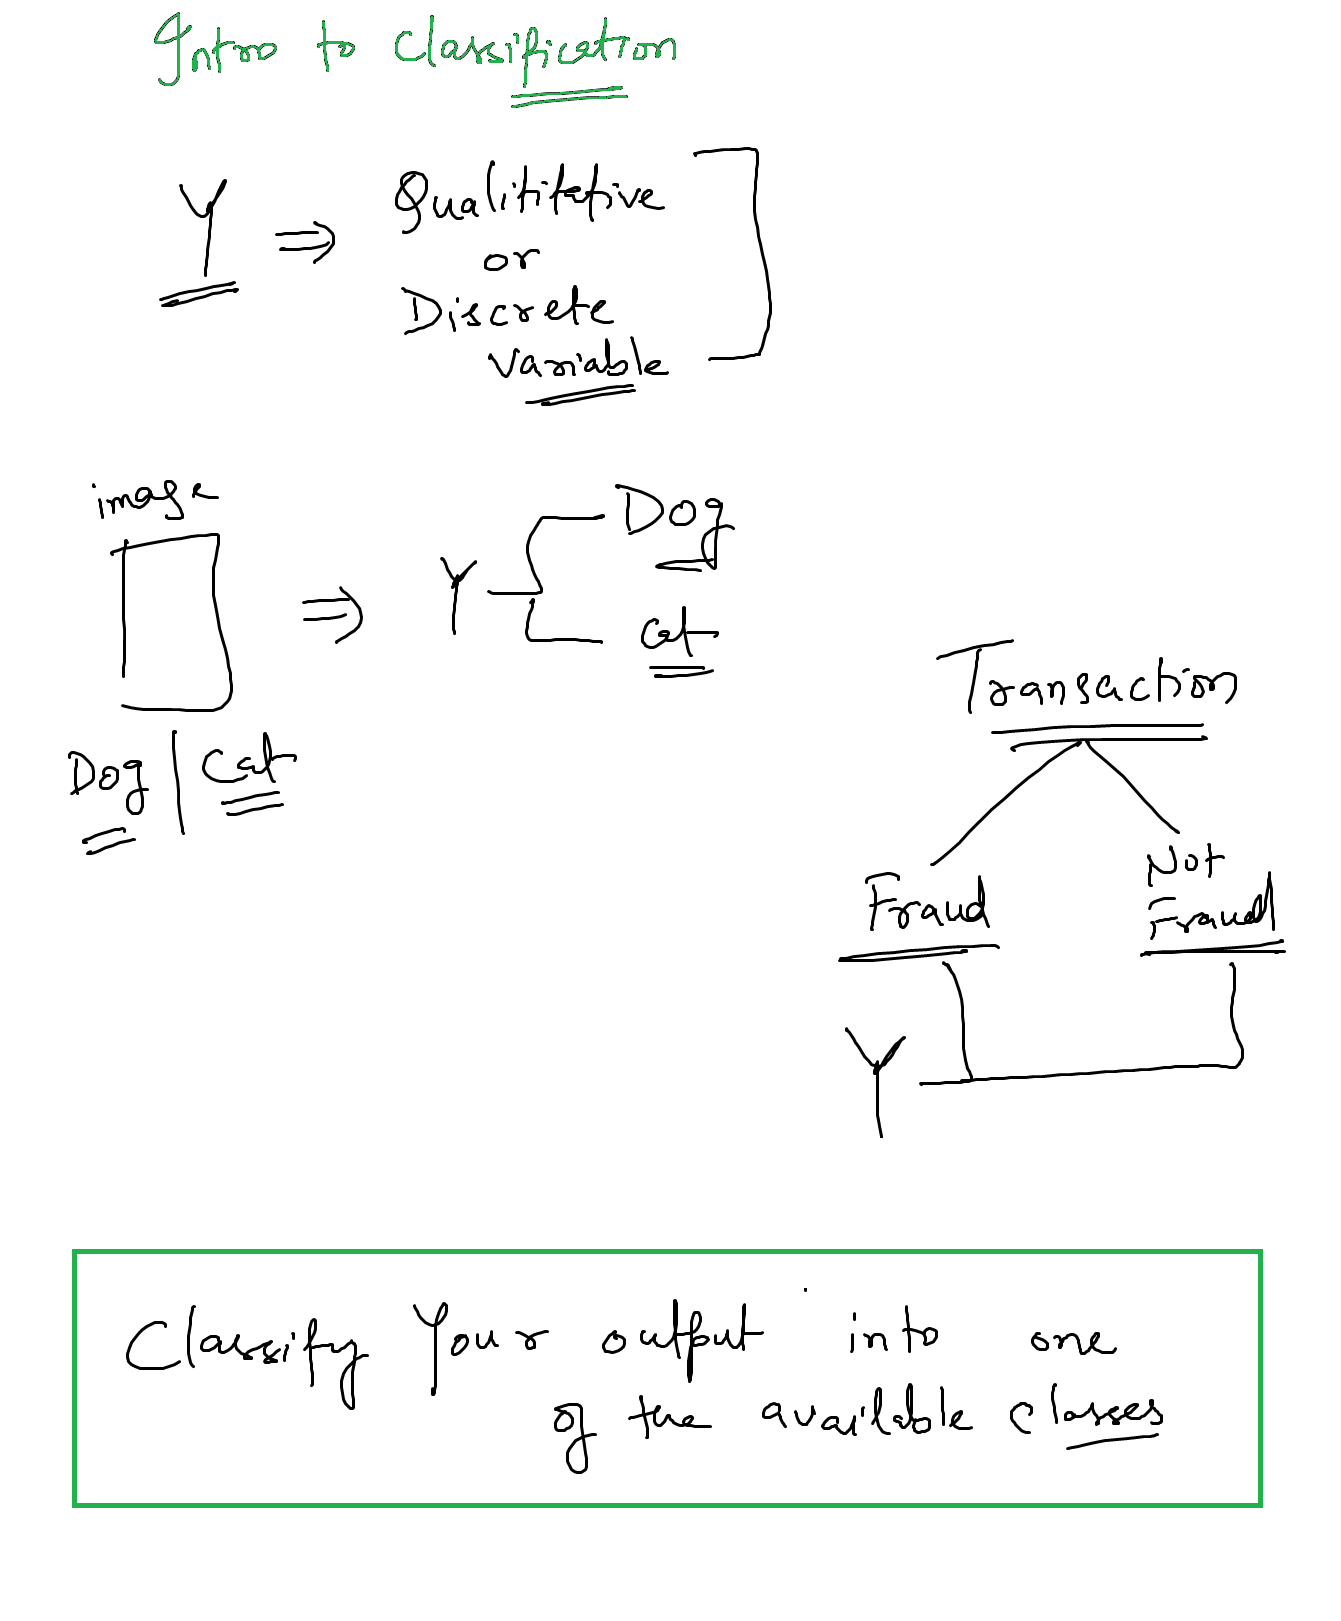 Intro to Classification
Y ⇒ Qualititative
or
Discrete
Variable
image
⇒ Y Dog
Cat
Dog | Cat
Transaction
Fraud Not
Fraud
Y
Classify Your output into one
of the available classes